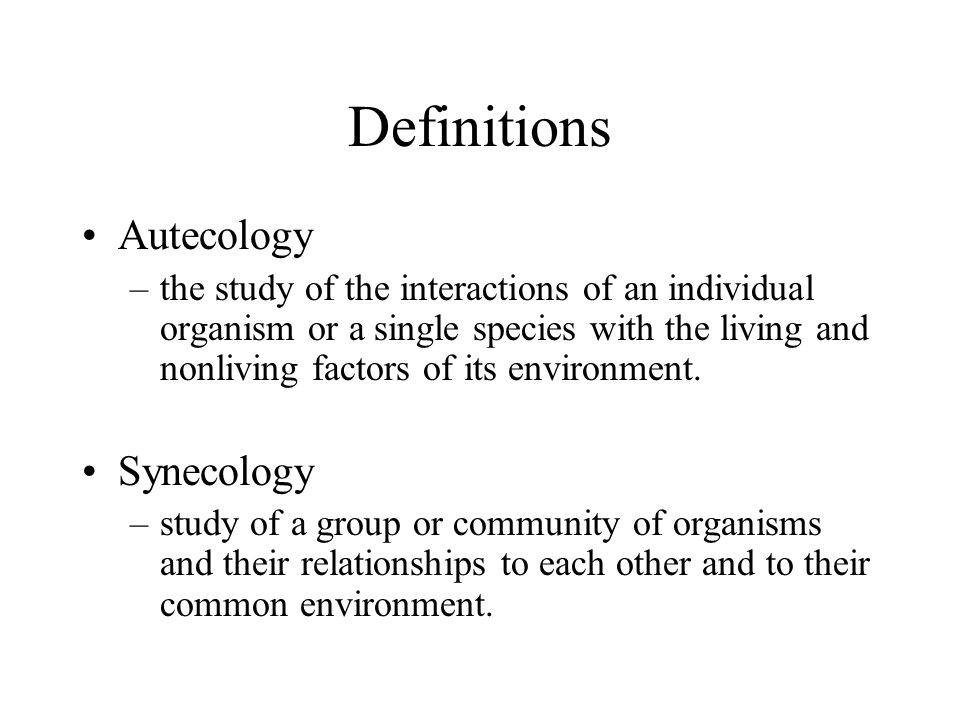 Definitions
• Autecology
–the study of the interactions of an individual
organism or a single species with the living and
nonliving factors of its environment.
• Synecology
–study of a group or community of organisms
and their relationships to each other and to their
common environment.